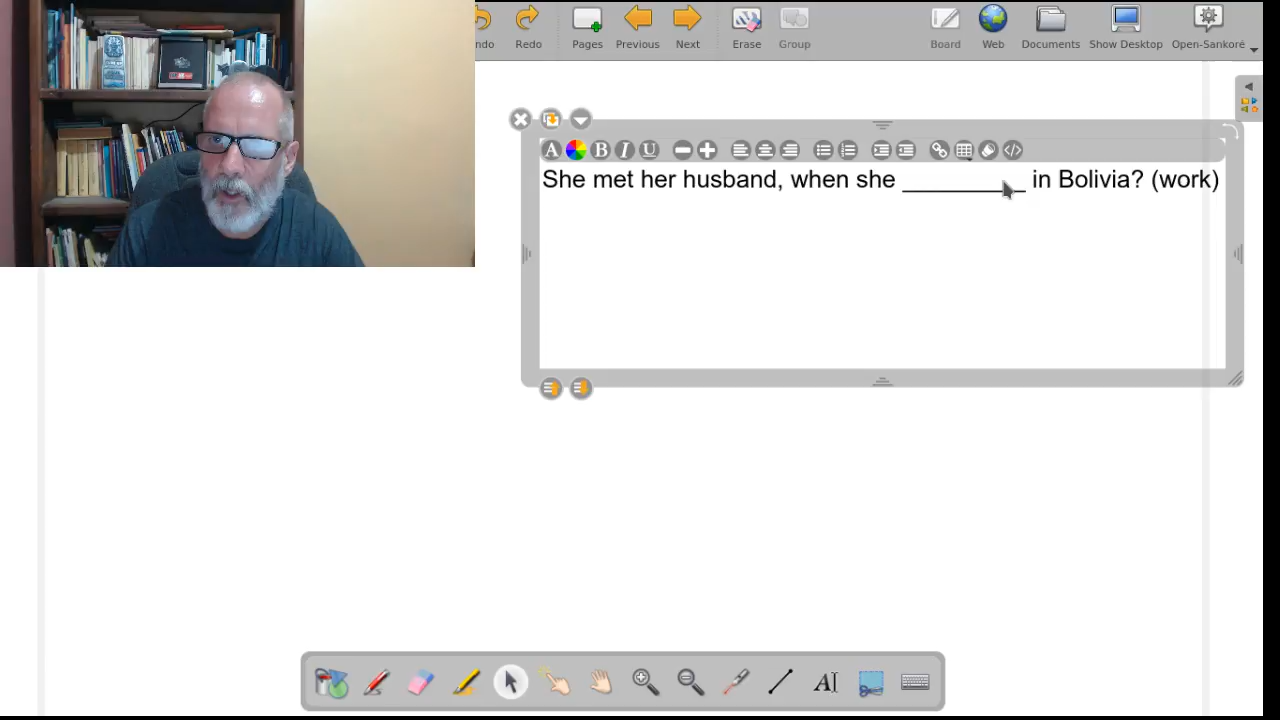 ndo
Redo
Pages
Previous
Next
Erase
Group
Board
Web
Documents
Show Desktop
Open-Sankoré
She met her husband, when she _________ in Bolivia? (work)